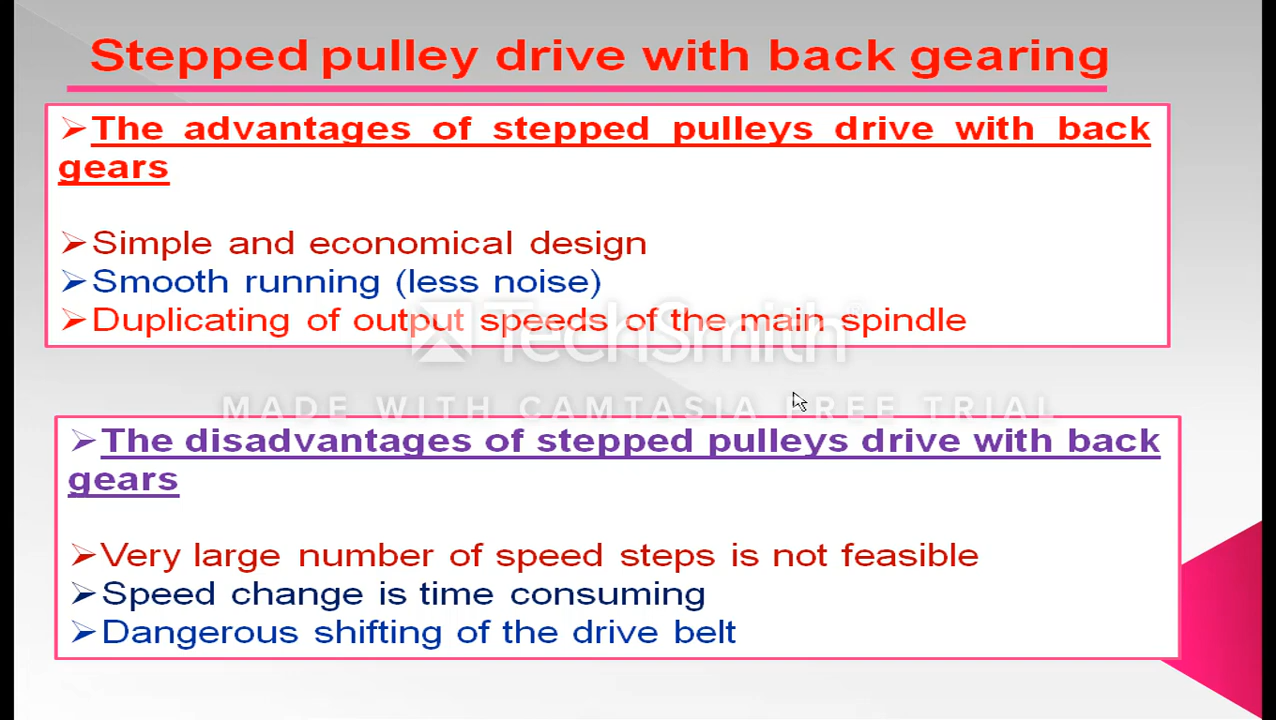 Stepped pulley drive with back gearing
The advantages of stepped pulleys drive with back
gears
Simple and economical design
Smooth running (less noise)
Duplicating of output speeds of the main spindle
TechSmith
MADE WITH CAMTASIA FREE TRIAL
The disadvantages of stepped pulleys drive with back
gears
Very large number of speed steps is not feasible
Speed change is time consuming
Dangerous shifting of the drive belt